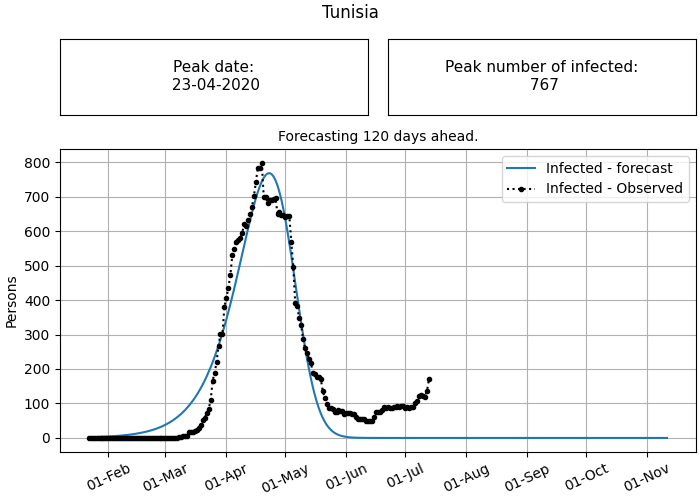 Tunisia
Peak date:
23-04-2020
Peak number of infected:
767
Forecasting 120 days ahead.
Infected - forecast
Infected - Observed
Persons
800
700
600
500
400
300
200
100
0
01-Feb
01-Mar
01-Apr
01-May
01-Jun
01-Jul
01-Aug
01-Sep
01-Oct
01-Nov